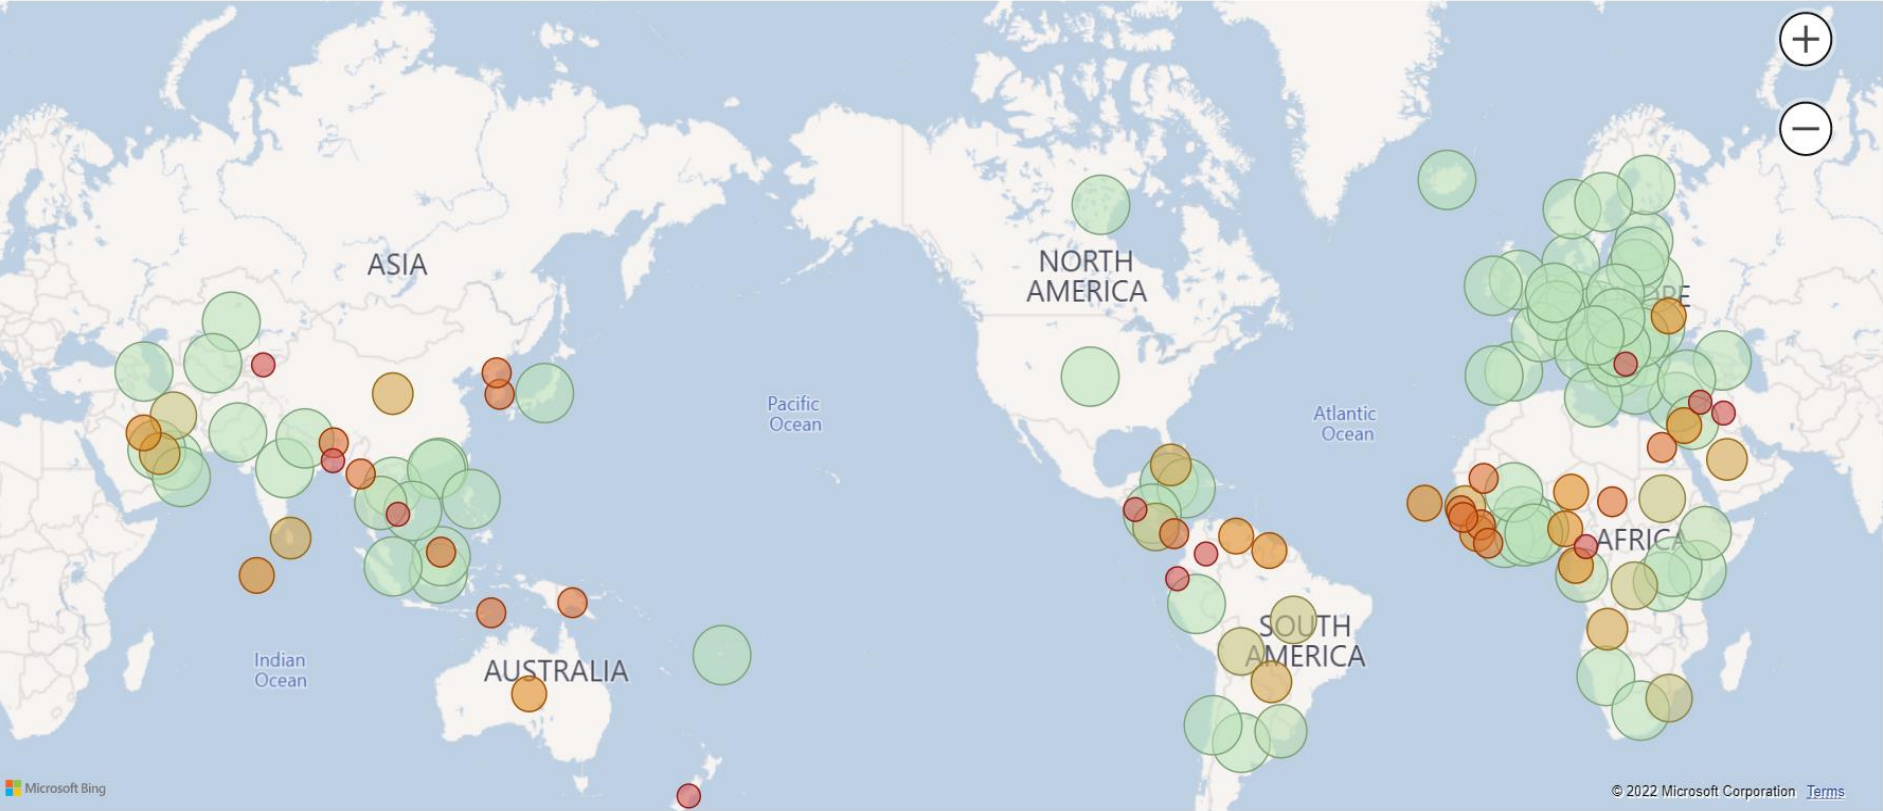 ASIA
NORTH
AMERICA
Pacific
Ocean
Atlantic
Ocean
AFRICA
SOUTH
AMERICA
Indian
Ocean
AUSTRALIA
Microsoft Bing
© 2022 Microsoft Corporation Terms